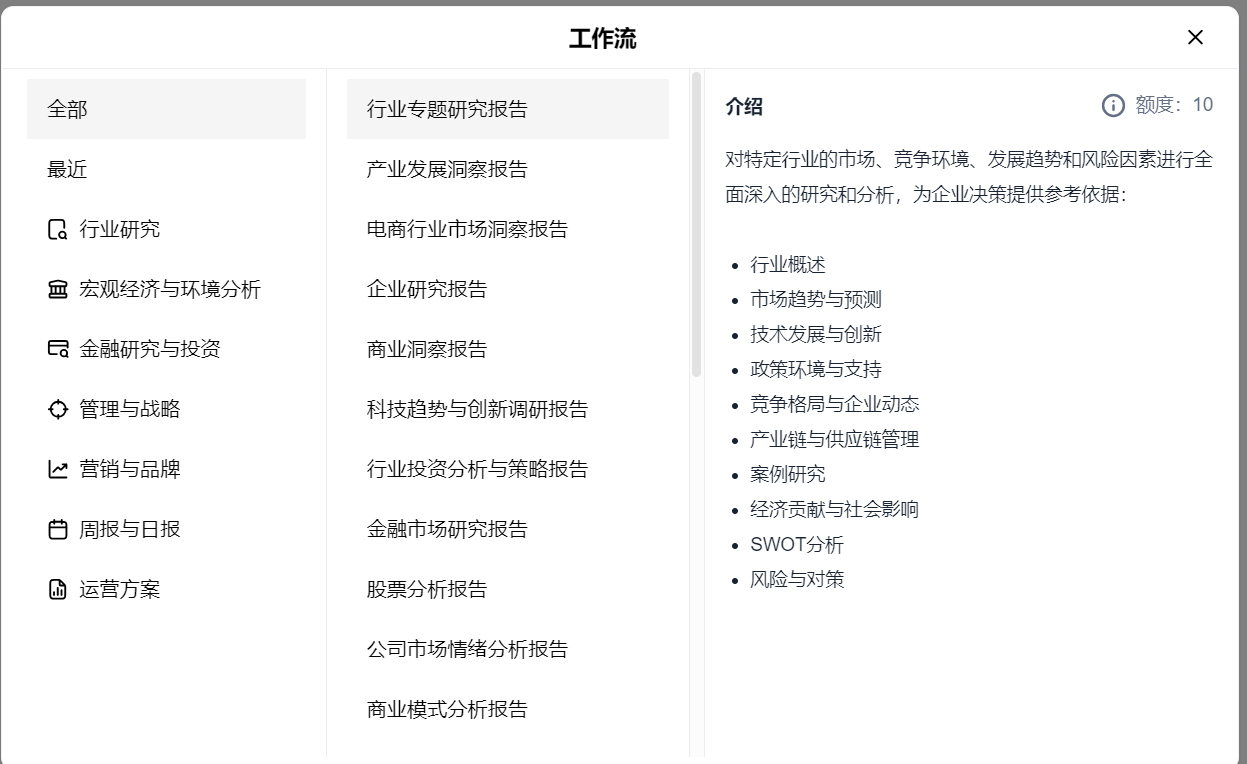 工作流
全部
最近
行业研究
宏观经济与环境分析
金融研究与投资
管理与战略
营销与品牌
周报与日报
运营方案
行业专题研究报告
产业发展洞察报告
电商行业市场洞察报告
企业研究报告
商业洞察报告
科技趋势与创新调研报告
行业投资分析与策略报告
金融市场研究报告
股票分析报告
公司市场情绪分析报告
商业模式分析报告
介绍
额度：10
对特定行业的市场、竞争环境、发展趋势和风险因素进行全
面深入的研究和分析，为企业决策提供参考依据：
行业概述
市场趋势与预测
技术发展与创新
政策环境与支持
竞争格局与企业动态
产业链与供应链管理
案例研究
经济贡献与社会影响
SWOT分析
风险与对策